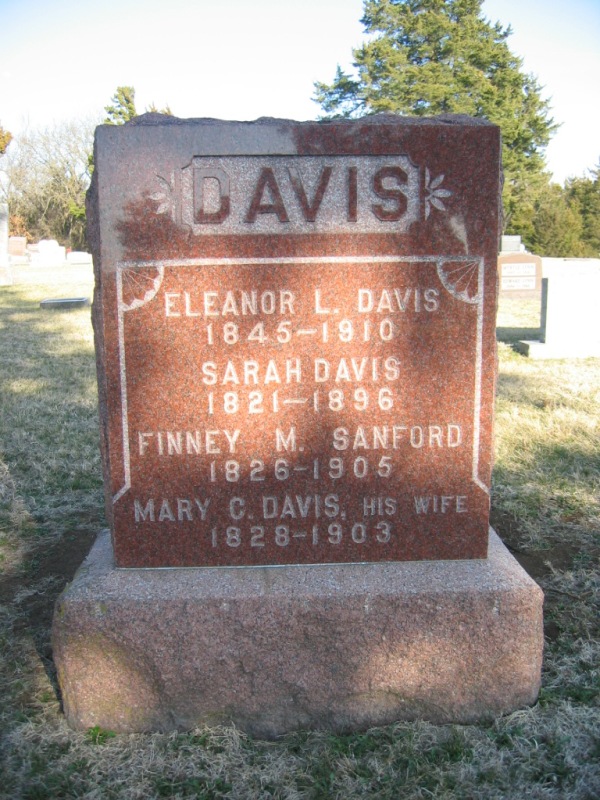 DAVIS
ELEANOR L. DAVIS
1845-1910
SARAH DAVIS
1821-1896
FINNEY M. SANFORD
1826-1905
MARY C. DAVIS, HIS WIFE
1828-1903